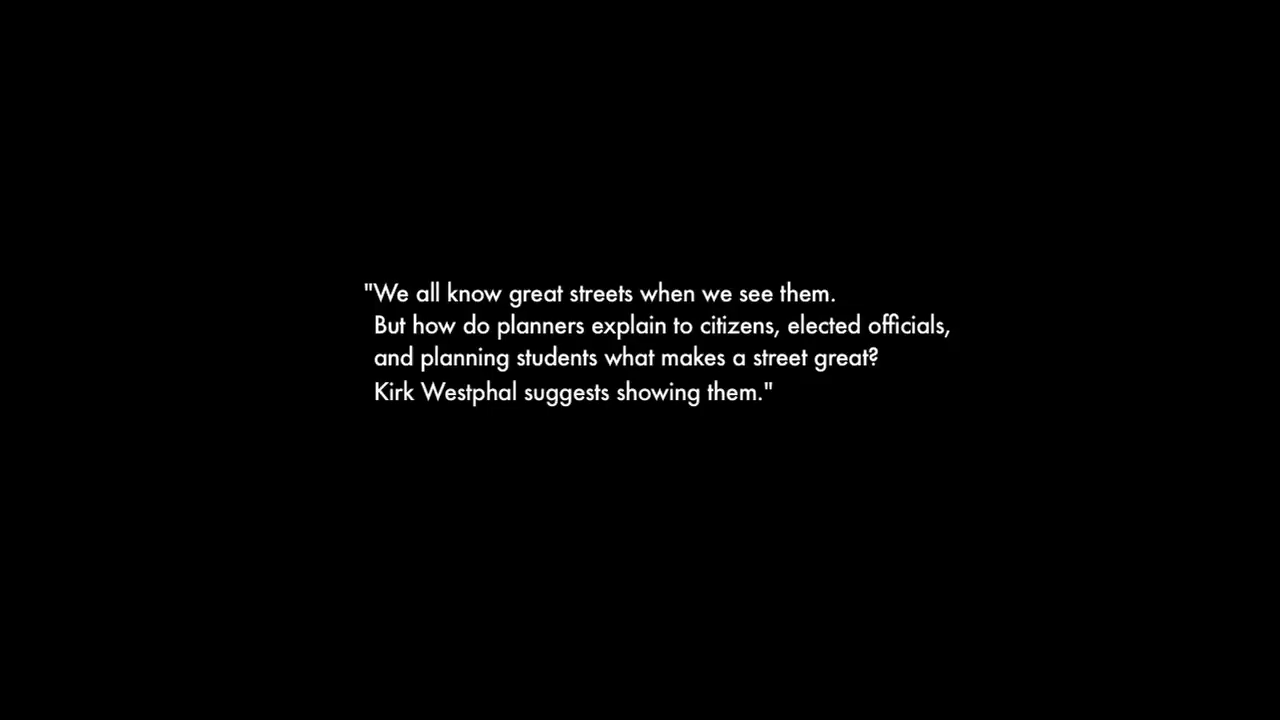 "We all know great streets when we see them.
But how do planners explain to citizens, elected officials,
and planning students what makes a street great?
Kirk Westphal suggests showing them."